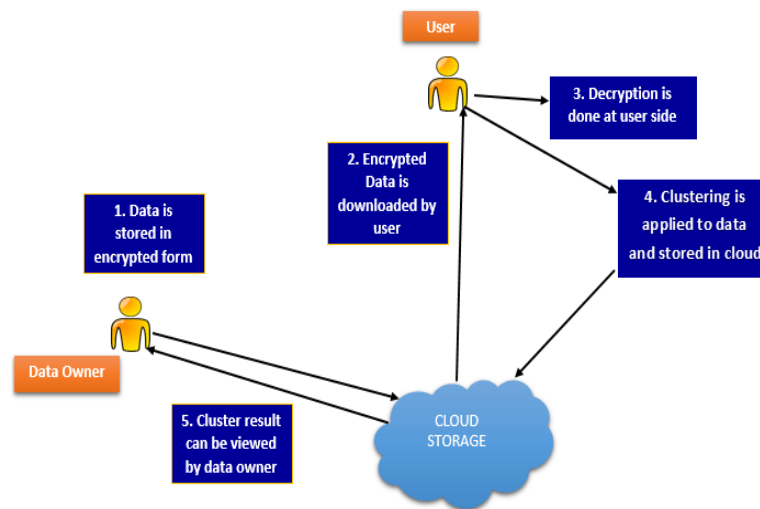 User
3. Decryption is
done at user side
2. Encrypted
Data is
downloaded by
user
4. Clustering is
applied to data
and stored in cloud
1. Data is
stored in
encrypted form
Data Owner
5. Cluster result
can be viewed
by data owner
CLOUD
STORAGE